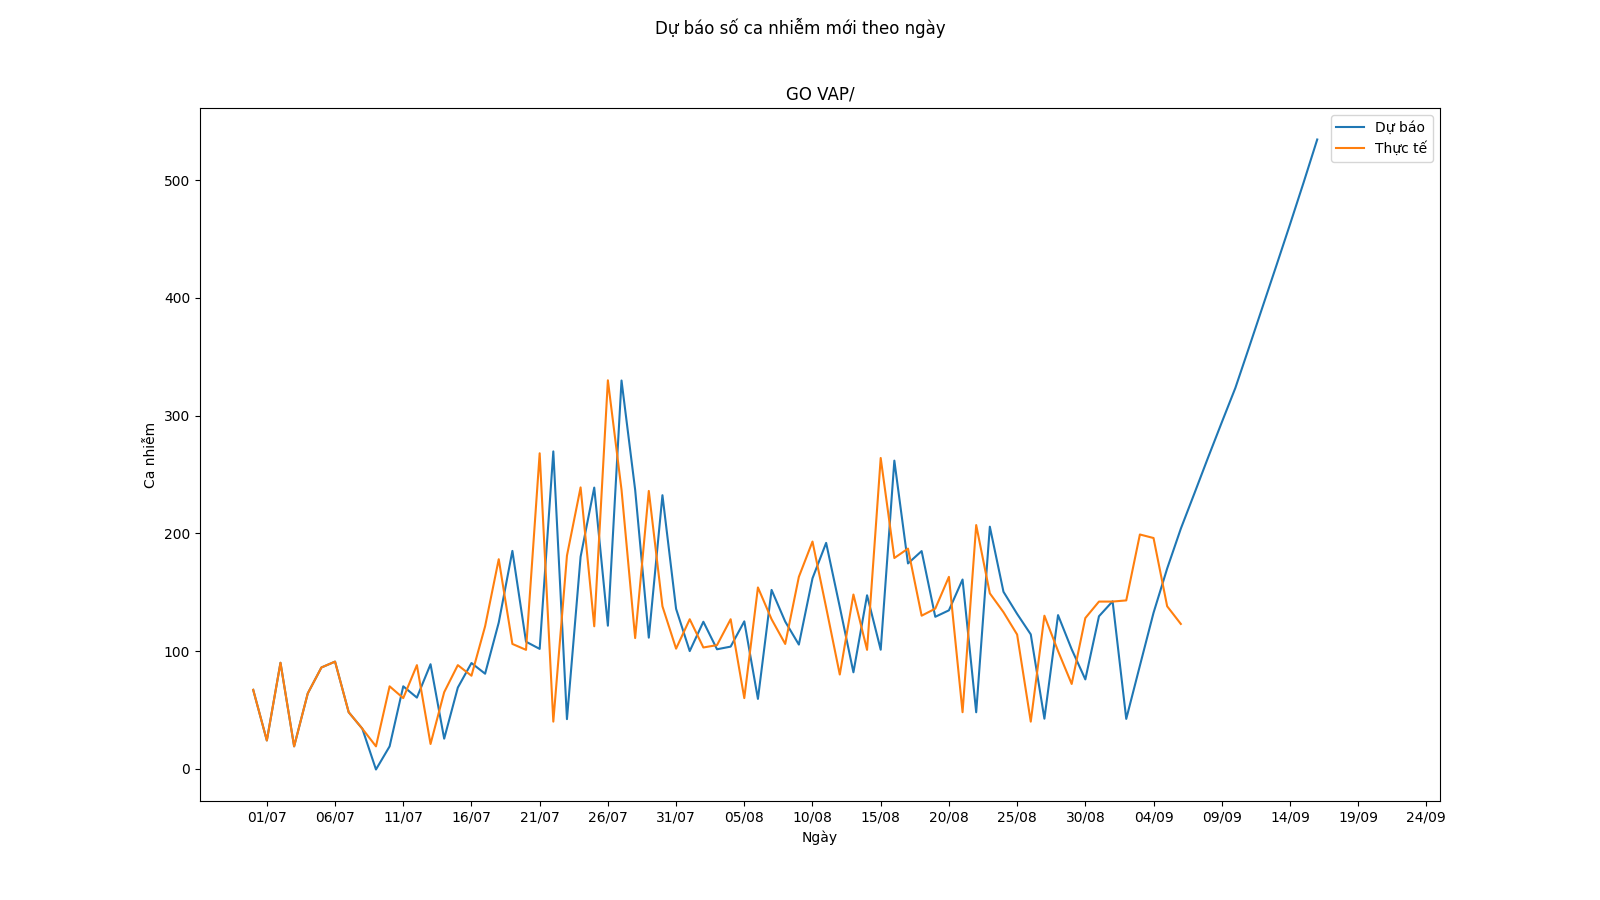 Dự báo số ca nhiễm mới theo ngày
GO VAP/
Dự báo
Thực tế
500
400
300
200
100
0
Ca nhiễm
01/07 06/07 11/07 16/07 21/07 26/07 31/07 05/08 10/08 15/08 20/08 25/08 30/08 04/09 09/09 14/09 19/09 24/09
Ngày